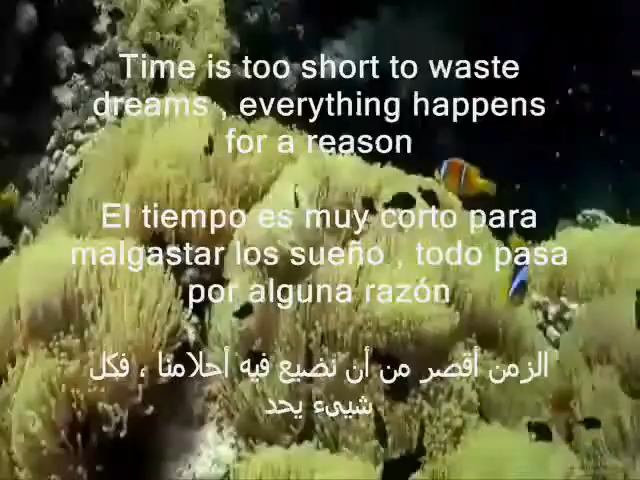 Time is too short to waste
dreams , everything happens
for a reason
El tiempo es muy corto para
malgastar los sueño , todo pasa
por alguna razón
الزمن أقصر من أن نضيع فيه أحلامنا ، فكل
شيىء يحد